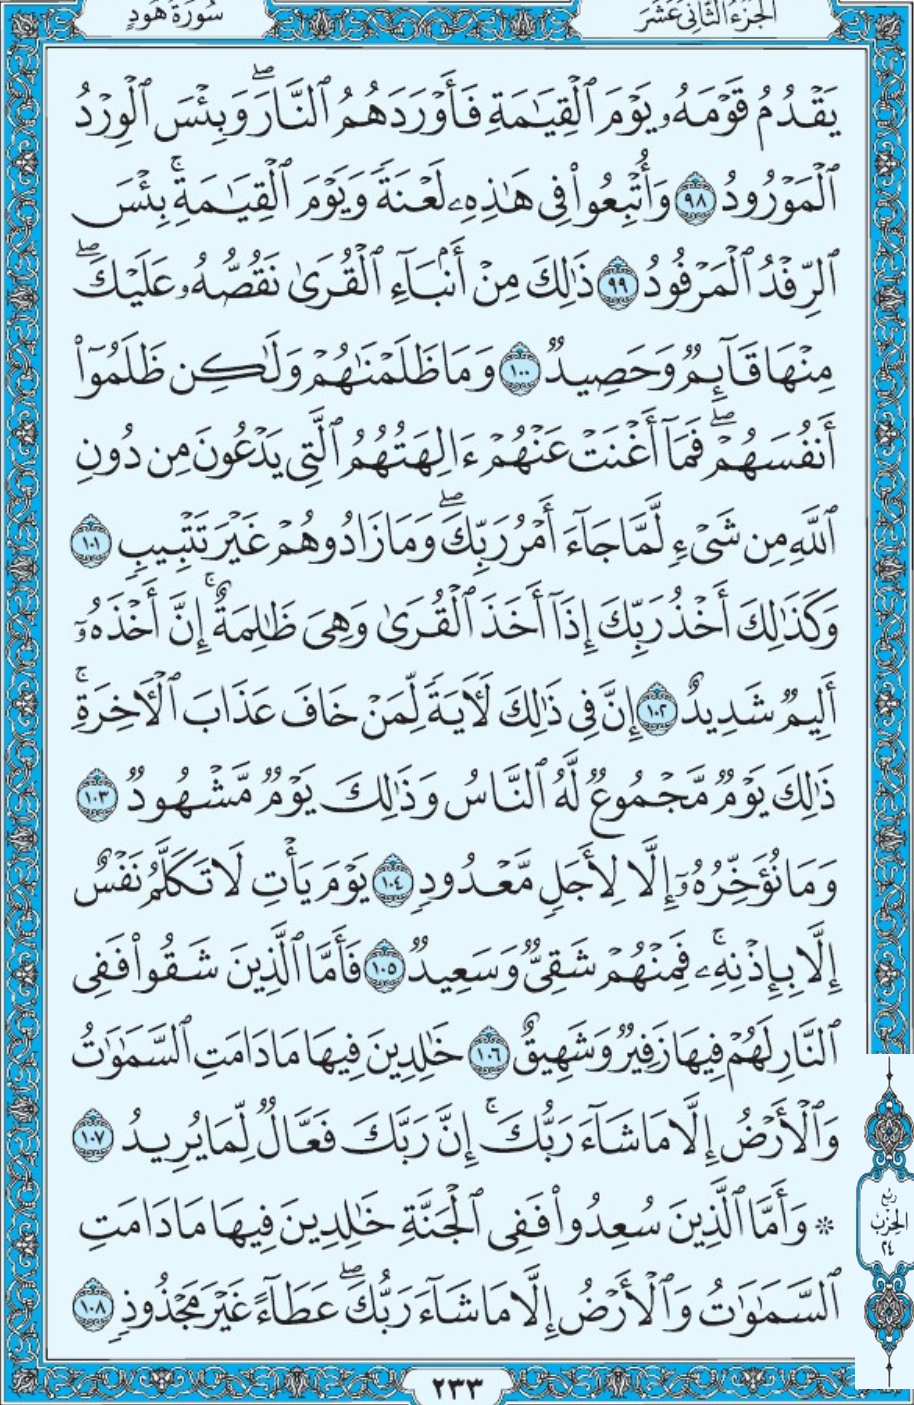 الجزء الثاني عشر
سورة هود
يَقْدُمُ قَوْمَهُۥ يَوْمَ ٱلْقِيَـٰمَةِ فَأَوْرَدَهُمُ ٱلنَّارَ ۖ وَبِئْسَ ٱلْوِرْدُ
ٱلْمَوْرُودُ ٩٨ وَأُتْبِعُوا۟ فِى هَـٰذِهِۦ لَعْنَةً وَيَوْمَ ٱلْقِيَـٰمَةِ ۚ بِئْسَ
ٱلرِّفْدُ ٱلْمَرْفُودُ ٩٩ ذَٰلِكَ مِنْ أَنۢبَآءِ ٱلْقُرَىٰ نَقُصُّهُۥ عَلَيْكَ ۖ
مِنْهَا قَآئِمٌ وَحَصِيدٌ ١٠٠ وَمَا ظَلَمْنَـٰهُمْ وَلَـٰكِن ظَلَمُوٓا۟
أَنفُسَهُمْ ۖ فَمَآ أَغْنَتْ عَنْهُمْ ءَالِهَتُهُمُ ٱلَّتِى يَدْعُونَ مِن دُونِ
ٱللَّهِ مِن شَىْءٍ لَّمَّا جَآءَ أَمْرُ رَبِّكَ ۖ وَمَا زَادُوهُمْ غَيْرَ تَتْبِيبٍ ١٠١
وَكَذَٰلِكَ أَخْذُ رَبِّكَ إِذَآ أَخَذَ ٱلْقُرَىٰ وَهِىَ ظَـٰلِمَةٌ ۚ إِنَّ أَخْذَهُۥٓ
أَلِيمٌ شَدِيدٌ ١٠٢ إِنَّ فِى ذَٰلِكَ لَـَٔايَةً لِّمَنْ خَافَ عَذَابَ ٱلْـَٔاخِرَةِ ۚ
ذَٰلِكَ يَوْمٌ مَّجْمُوعٌ لَّهُ ٱلنَّاسُ وَذَٰلِكَ يَوْمٌ مَّشْهُودٌ ١٠٣
وَمَا نُؤَخِّرُهُۥٓ إِلَّا لِأَجَلٍ مَّعْدُودٍ ١٠٤ يَوْمَ يَأْتِ لَا تَكَلَّمُ نَفْسٌ
إِلَّا بِإِذْنِهِۦ ۚ فَمِنْهُمْ شَقِىٌّ وَسَعِيدٌ ١٠٥ فَأَمَّا ٱلَّذِينَ شَقُوا۟ فَفِى
ٱلنَّارِ لَهُمْ فِيهَا زَفِيرٌ وَشَهِيقٌ ١٠٦ خَـٰلِدِينَ فِيهَا مَا دَامَتِ ٱلسَّمَـٰوَٰتُ
وَٱلْأَرْضُ إِلَّا مَا شَآءَ رَبُّكَ ۚ إِنَّ رَبَّكَ فَعَّالٌ لِّمَا يُرِيدُ ١٠٧
۞ وَأَمَّا ٱلَّذِينَ سُعِدُوا۟ فَفِى ٱلْجَنَّةِ خَـٰلِدِينَ فِيهَا مَا دَامَتِ
ٱلسَّمَـٰوَٰتُ وَٱلْأَرْضُ إِلَّا مَا شَآءَ رَبُّكَ ۖ عَطَآءً غَيْرَ مَجْذُوذٍ ١٠٨
ربع
الحزب
٢٤
٢٣٣